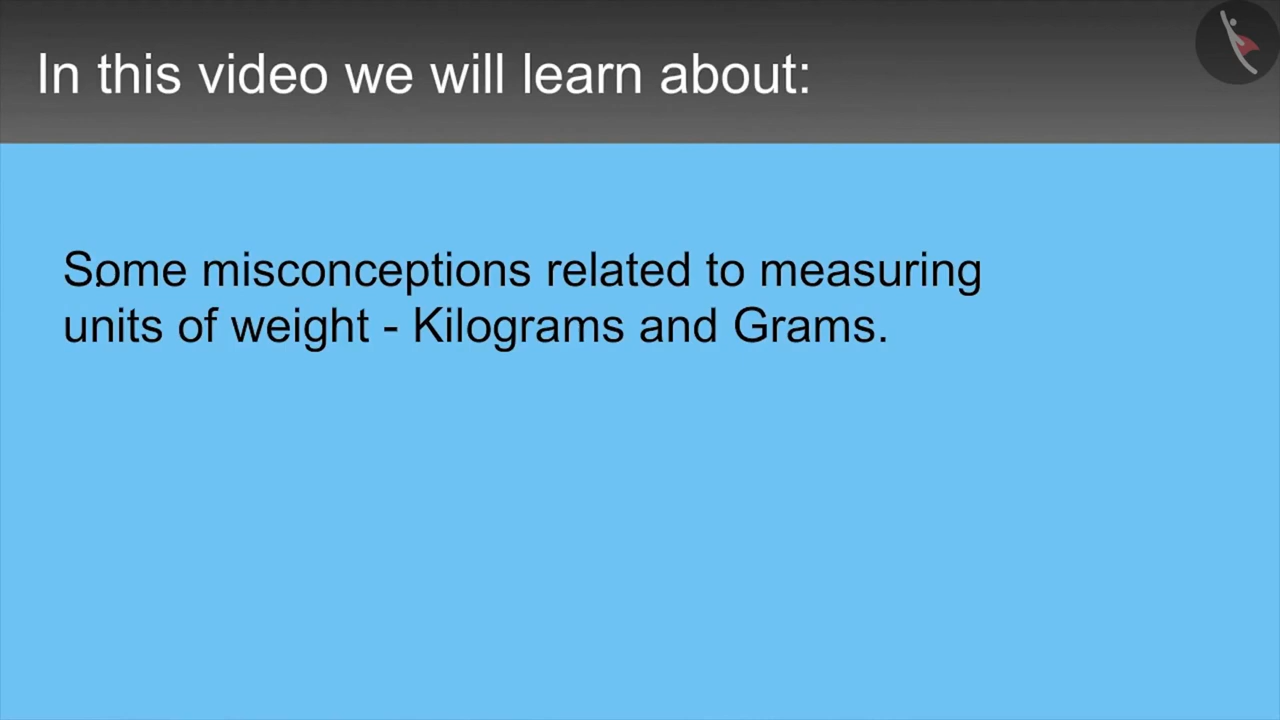 In this video we will learn about:
Some misconceptions related to measuring
units of weight - Kilograms and Grams.